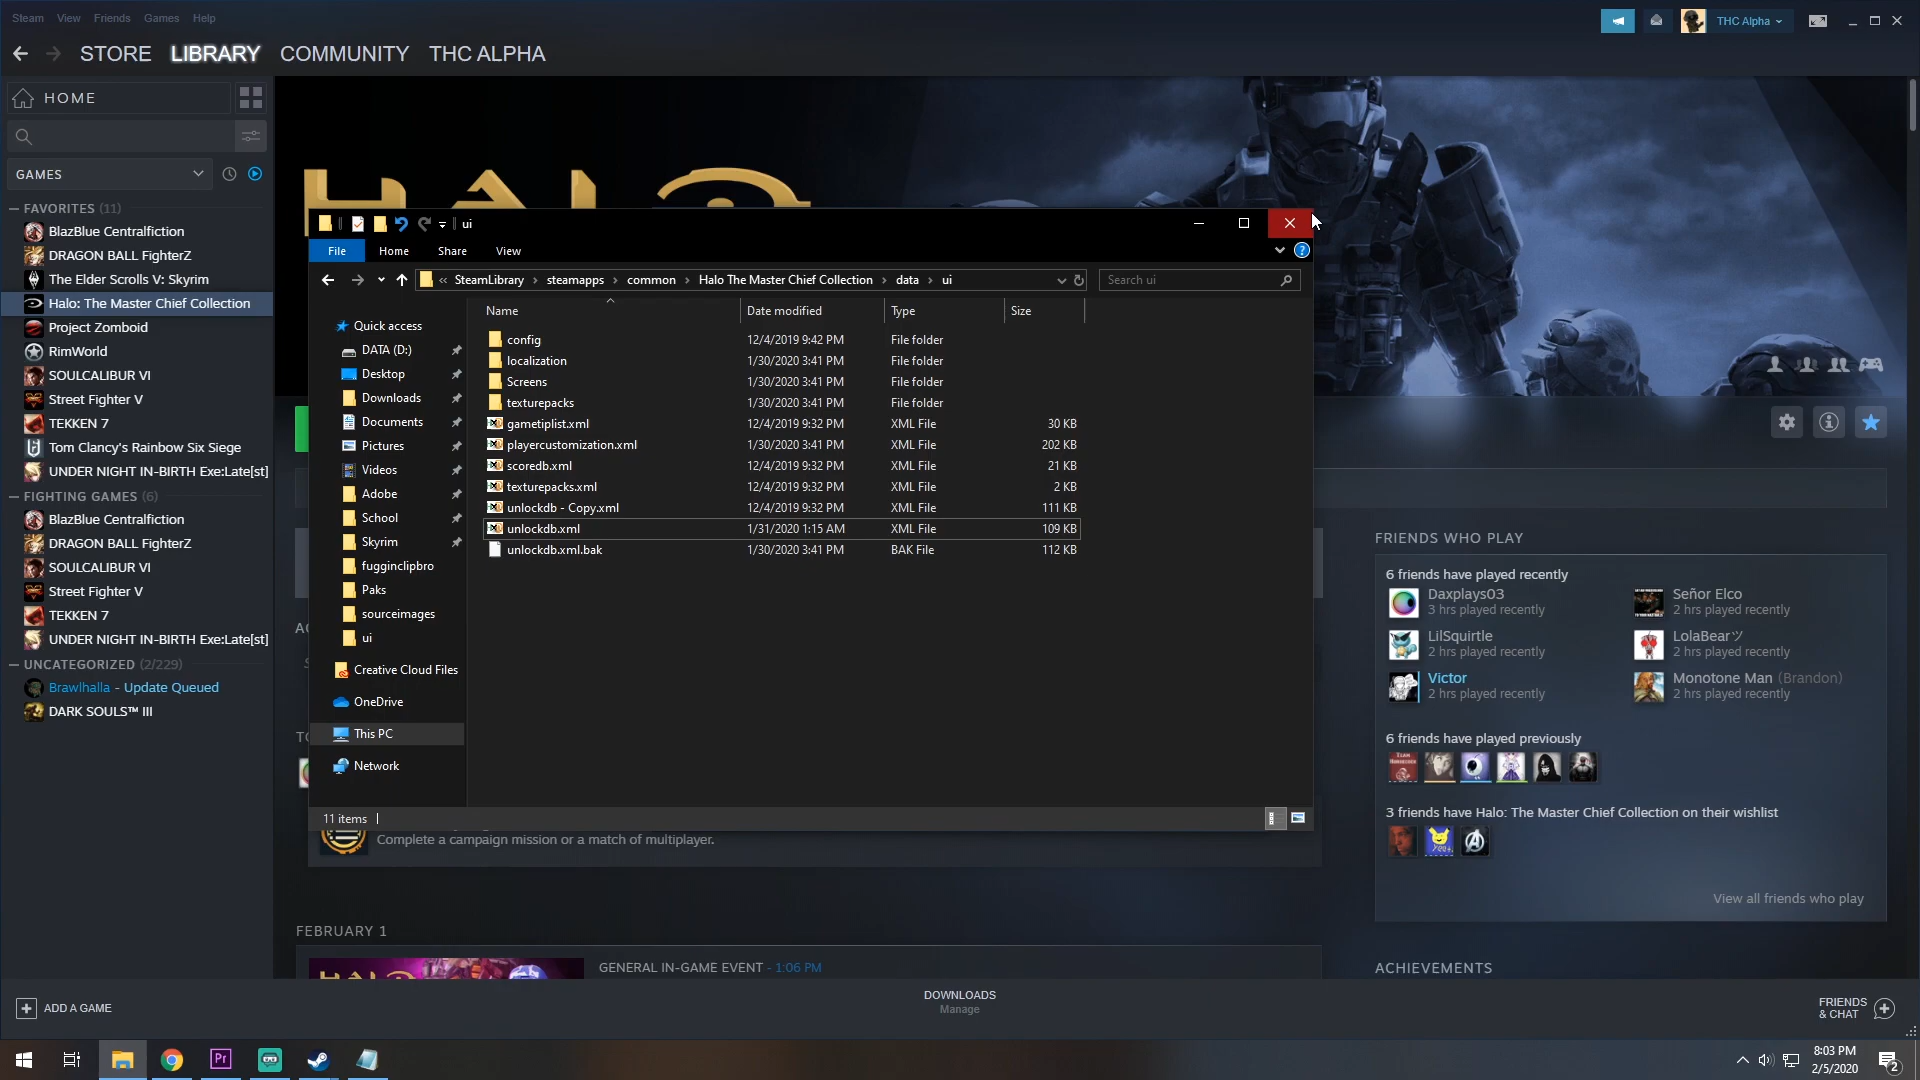 Steam View Friends Games Help
THC Alpha
STORE LIBRARY COMMUNITY THC ALPHA
HOME
GAMES
FAVORITES (11)
BlazBlue Centralfiction
DRAGON BALL FighterZ
The Elder Scrolls V: Skyrim
Halo: The Master Chief Collection
Project Zomboid
RimWorld
SOULCALIBUR VI
Street Fighter V
TEKKEN 7
Tom Clancy's Rainbow Six Siege
UNDER NIGHT IN-BIRTH Exe:Late[st]
FIGHTING GAMES (6)
BlazBlue Centralfiction
DRAGON BALL FighterZ
SOULCALIBUR VI
Street Fighter V
TEKKEN 7
UNDER NIGHT IN-BIRTH Exe:Late[st]
UNCATEGORIZED (2/229)
Brawlhalla - Update Queued
DARK SOULS™ III
ADD A GAME
HALO
ui
File Home Share View
« SteamLibrary › steamapps › common › Halo The Master Chief Collection › data › ui
Search ui
Quick access
DATA (D:)
Desktop
Downloads
Documents
Pictures
Videos
Adobe
School
Skyrim
fugginclipbro
Paks
sourceimages
ui
Creative Cloud Files
OneDrive
This PC
Network
Name Date modified Type Size
config 12/4/2019 9:42 PM File folder
localization 1/30/2020 3:41 PM File folder
Screens 1/30/2020 3:41 PM File folder
texturepacks 1/30/2020 3:41 PM File folder
gametiplist.xml 12/4/2019 9:32 PM XML File 30 KB
playercustomization.xml 1/30/2020 3:41 PM XML File 202 KB
scoredb.xml 12/4/2019 9:32 PM XML File 21 KB
texturepacks.xml 12/4/2019 9:32 PM XML File 2 KB
unlockdb - Copy.xml 12/4/2019 9:32 PM XML File 111 KB
unlockdb.xml 1/31/2020 1:15 AM XML File 109 KB
unlockdb.xml.bak 1/30/2020 3:41 PM BAK File 112 KB
11 items
Complete a campaign mission or a match of multiplayer.
FEBRUARY 1
GENERAL IN-GAME EVENT - 1:06 PM
FRIENDS WHO PLAY
6 friends have played recently
Daxplays03
3 hrs played recently
Señor Elco
2 hrs played recently
LilSquirtle
2 hrs played recently
LolaBearツ
2 hrs played recently
Victor
2 hrs played recently
Monotone Man (Brandon)
2 hrs played recently
6 friends have played previously
3 friends have Halo: The Master Chief Collection on their wishlist
View all friends who play
ACHIEVEMENTS
DOWNLOADS
Manage
FRIENDS
& CHAT
Pr
8:03 PM
2/5/2020
2